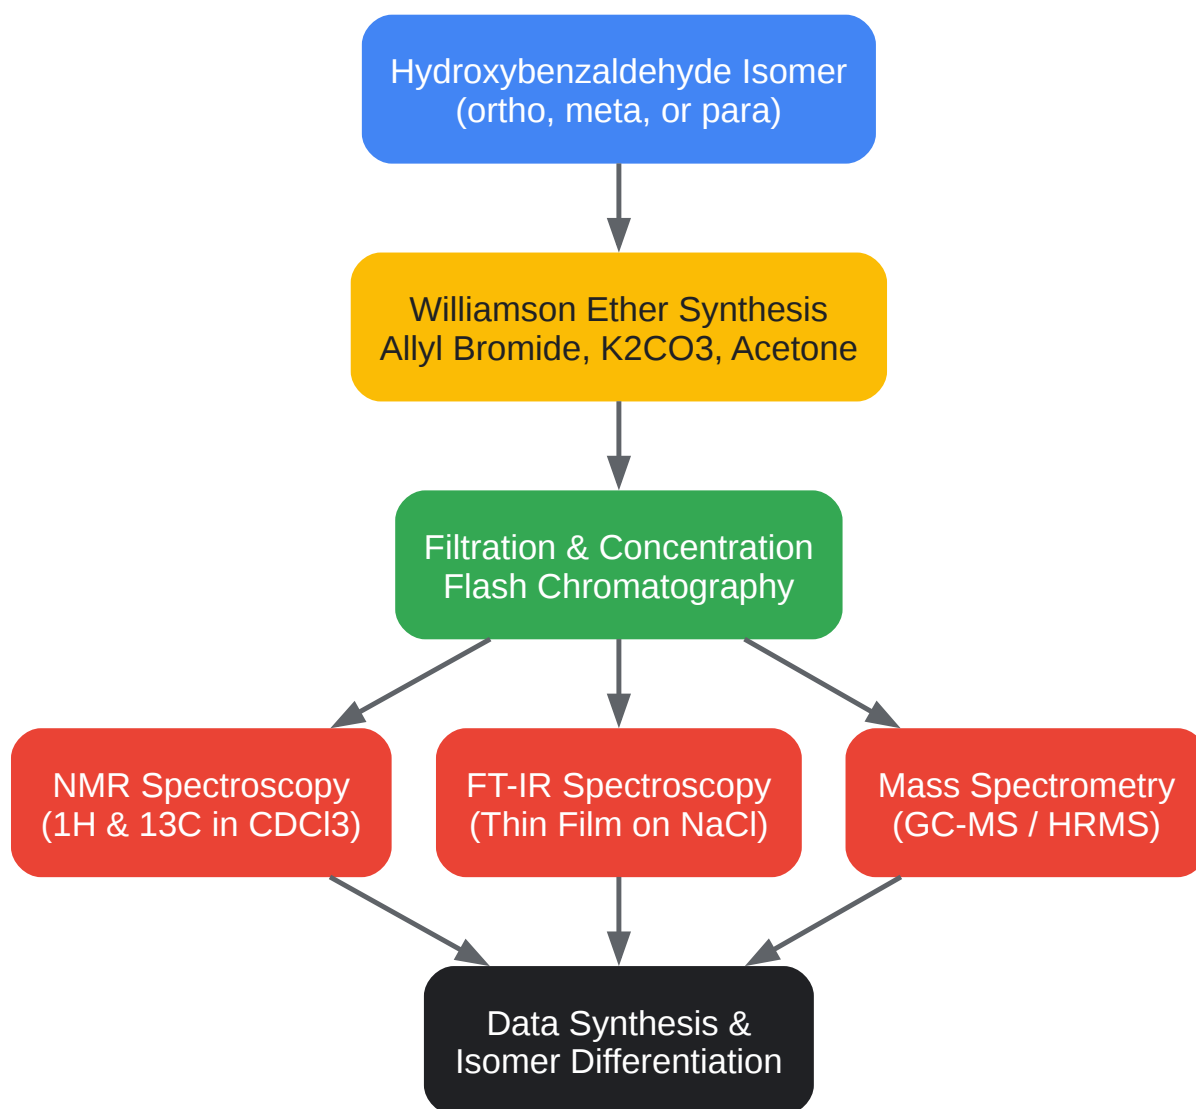 Hydroxybenzaldehyde Isomer
(ortho, meta, or para)
Williamson Ether Synthesis
Allyl Bromide, K2CO3, Acetone
Filtration & Concentration
Flash Chromatography
NMR Spectroscopy
(1H & 13C in CDCl3)
FT-IR Spectroscopy
(Thin Film on NaCl)
Mass Spectrometry
(GC-MS / HRMS)
Data Synthesis &
Isomer Differentiation